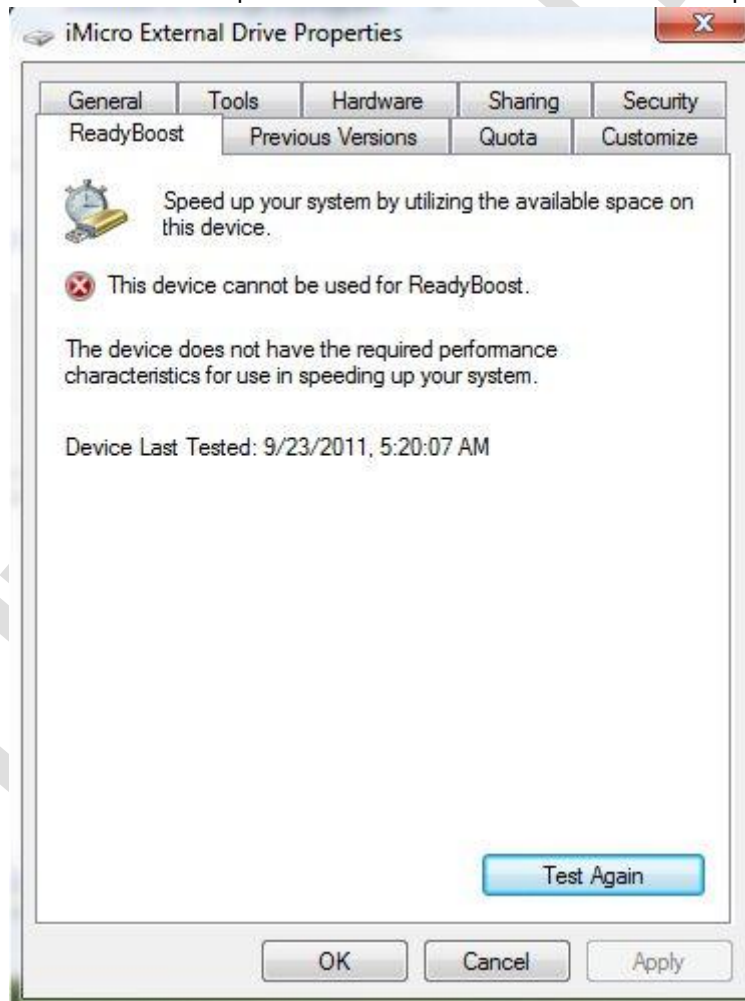 iMicro External Drive Properties
General Tools Hardware Sharing Security
ReadyBoost Previous Versions Quota Customize
Speed up your system by utilizing the available space on
this device.
This device cannot be used for ReadyBoost.
The device does not have the required performance
characteristics for use in speeding up your system.
Device Last Tested: 9/23/2011, 5:20:07 AM
Test Again
OK Cancel Apply